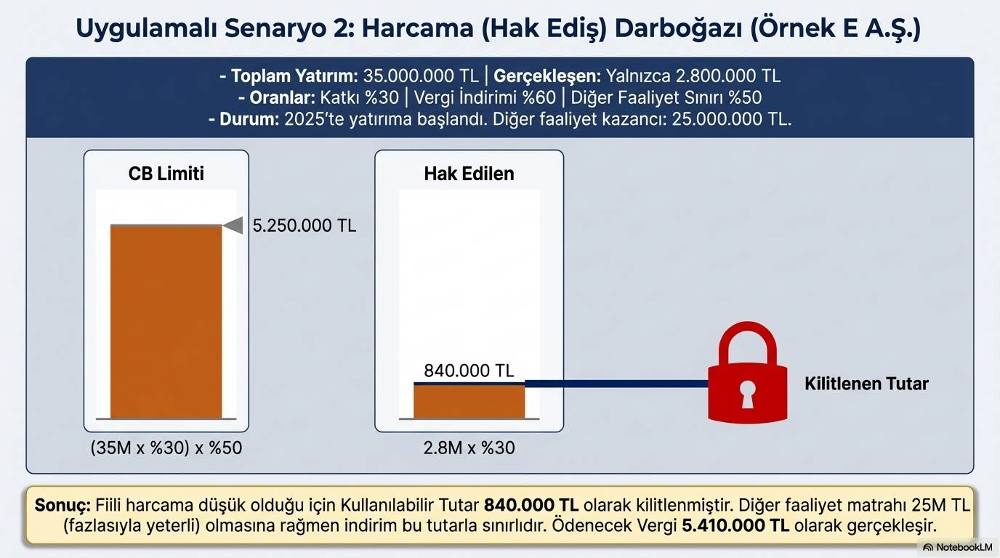 Uygulamalı Senaryo 2: Harcama (Hak Ediş) Darboğazı (Örnek E A.Ş.)
- Toplam Yatırım: 35.000.000 TL | Gerçekleşen: Yalnızca 2.800.000 TL
- Oranlar: Katkı %30 | Vergi İndirimi %60 | Diğer Faaliyet Sınırı %50
- Durum: 2025'te yatırıma başlandı. Diğer faaliyet kazancı: 25.000.000 TL.
CB Limiti
5.250.000 TL
(35M x %30) x %50
Hak Edilen
840.000 TL
2.8M x %30
Kilitlenen Tutar
Sonuç: Fiili harcama düşük olduğu için Kullanılabilir Tutar 840.000 TL olarak kilitlenmiştir. Diğer faaliyet matrahı 25M TL
(fazlasıyla yeterli) olmasına rağmen indirim bu tutarla sınırlıdır. Ödenecek Vergi 5.410.000 TL olarak gerçekleşir.
NotebookLM